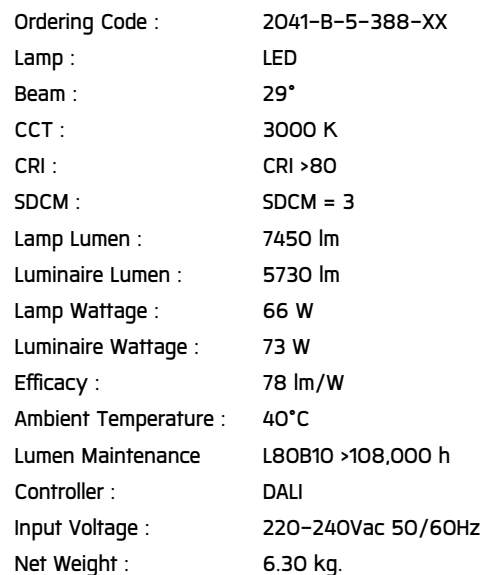 Ordering Code : 2041-B-5-388-XX
Lamp : LED
Beam : 29°
CCT : 3000 K
CRI : CRI >80
SDCM : SDCM = 3
Lamp Lumen : 7450 lm
Luminaire Lumen : 5730 lm
Lamp Wattage : 66 W
Luminaire Wattage : 73 W
Efficacy : 78 lm/W
Ambient Temperature : 40°C
Lumen Maintenance L80B10 >108,000 h
Controller : DALI
Input Voltage : 220-240Vac 50/60Hz
Net Weight : 6.30 kg.